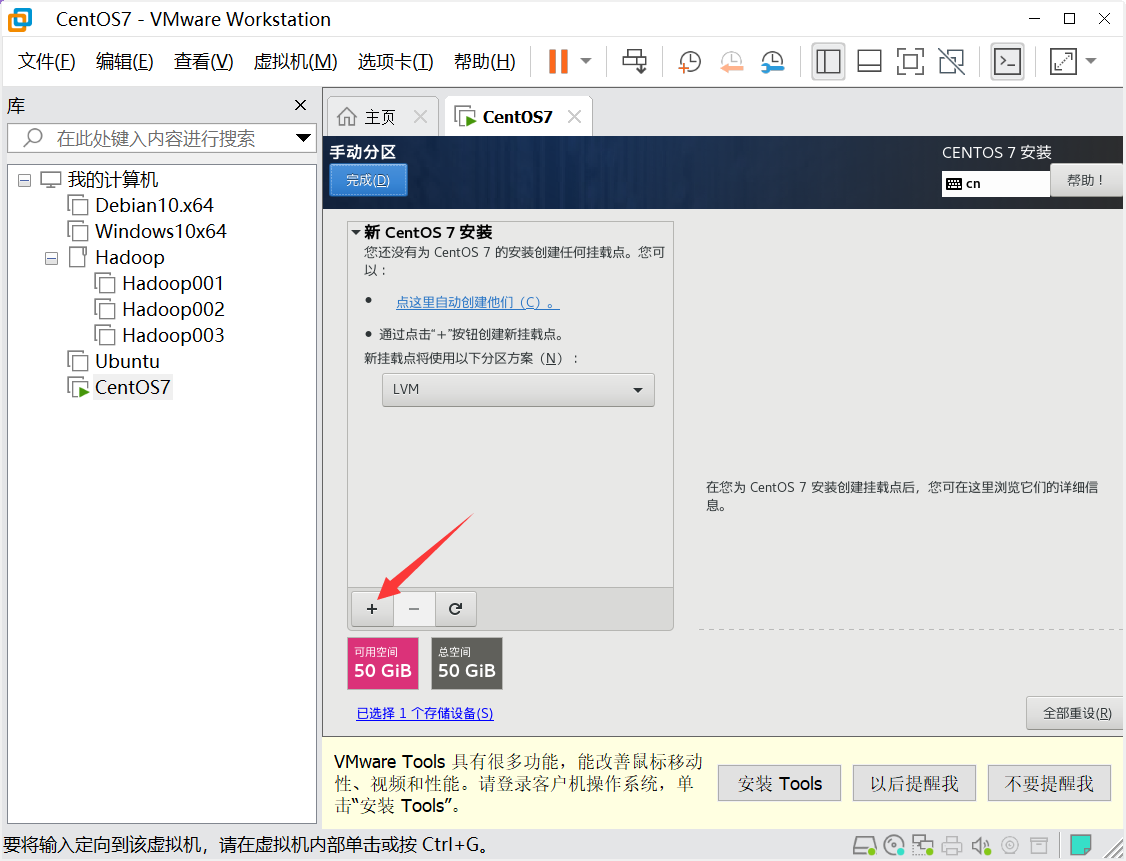 CentOS7 - VMware Workstation
文件(F) 编辑(E) 查看(V) 虚拟机(M) 选项卡(T) 帮助(H)
库
在此处键入内容进行搜索
我的计算机
Debian10.x64
Windows10x64
Hadoop
Hadoop001
Hadoop002
Hadoop003
Ubuntu
CentOS7
主页 CentOS7
手动分区
完成(D)
CENTOS 7 安装
cn
帮助！
新 CentOS 7 安装
您还没有为 CentOS 7 的安装创建任何挂载点。您可
以：
• 点这里自动创建他们（C）。
• 通过点击“+”按钮创建新挂载点。
新挂载点将使用以下分区方案（N）：
LVM
+ −
可用空间
50 GiB
总空间
50 GiB
已选择 1 个存储设备(S)
在您为 CentOS 7 安装创建挂载点后，您可在这里浏览它们的详细信
息。
全部重设(R)
VMware Tools 具有很多功能，能改善鼠标移动
性、视频和性能。请登录客户机操作系统，单
击“安装 Tools”。
安装 Tools
以后提醒我
不要提醒我
要将输入定向到该虚拟机，请在虚拟机内部单击或按 Ctrl+G。